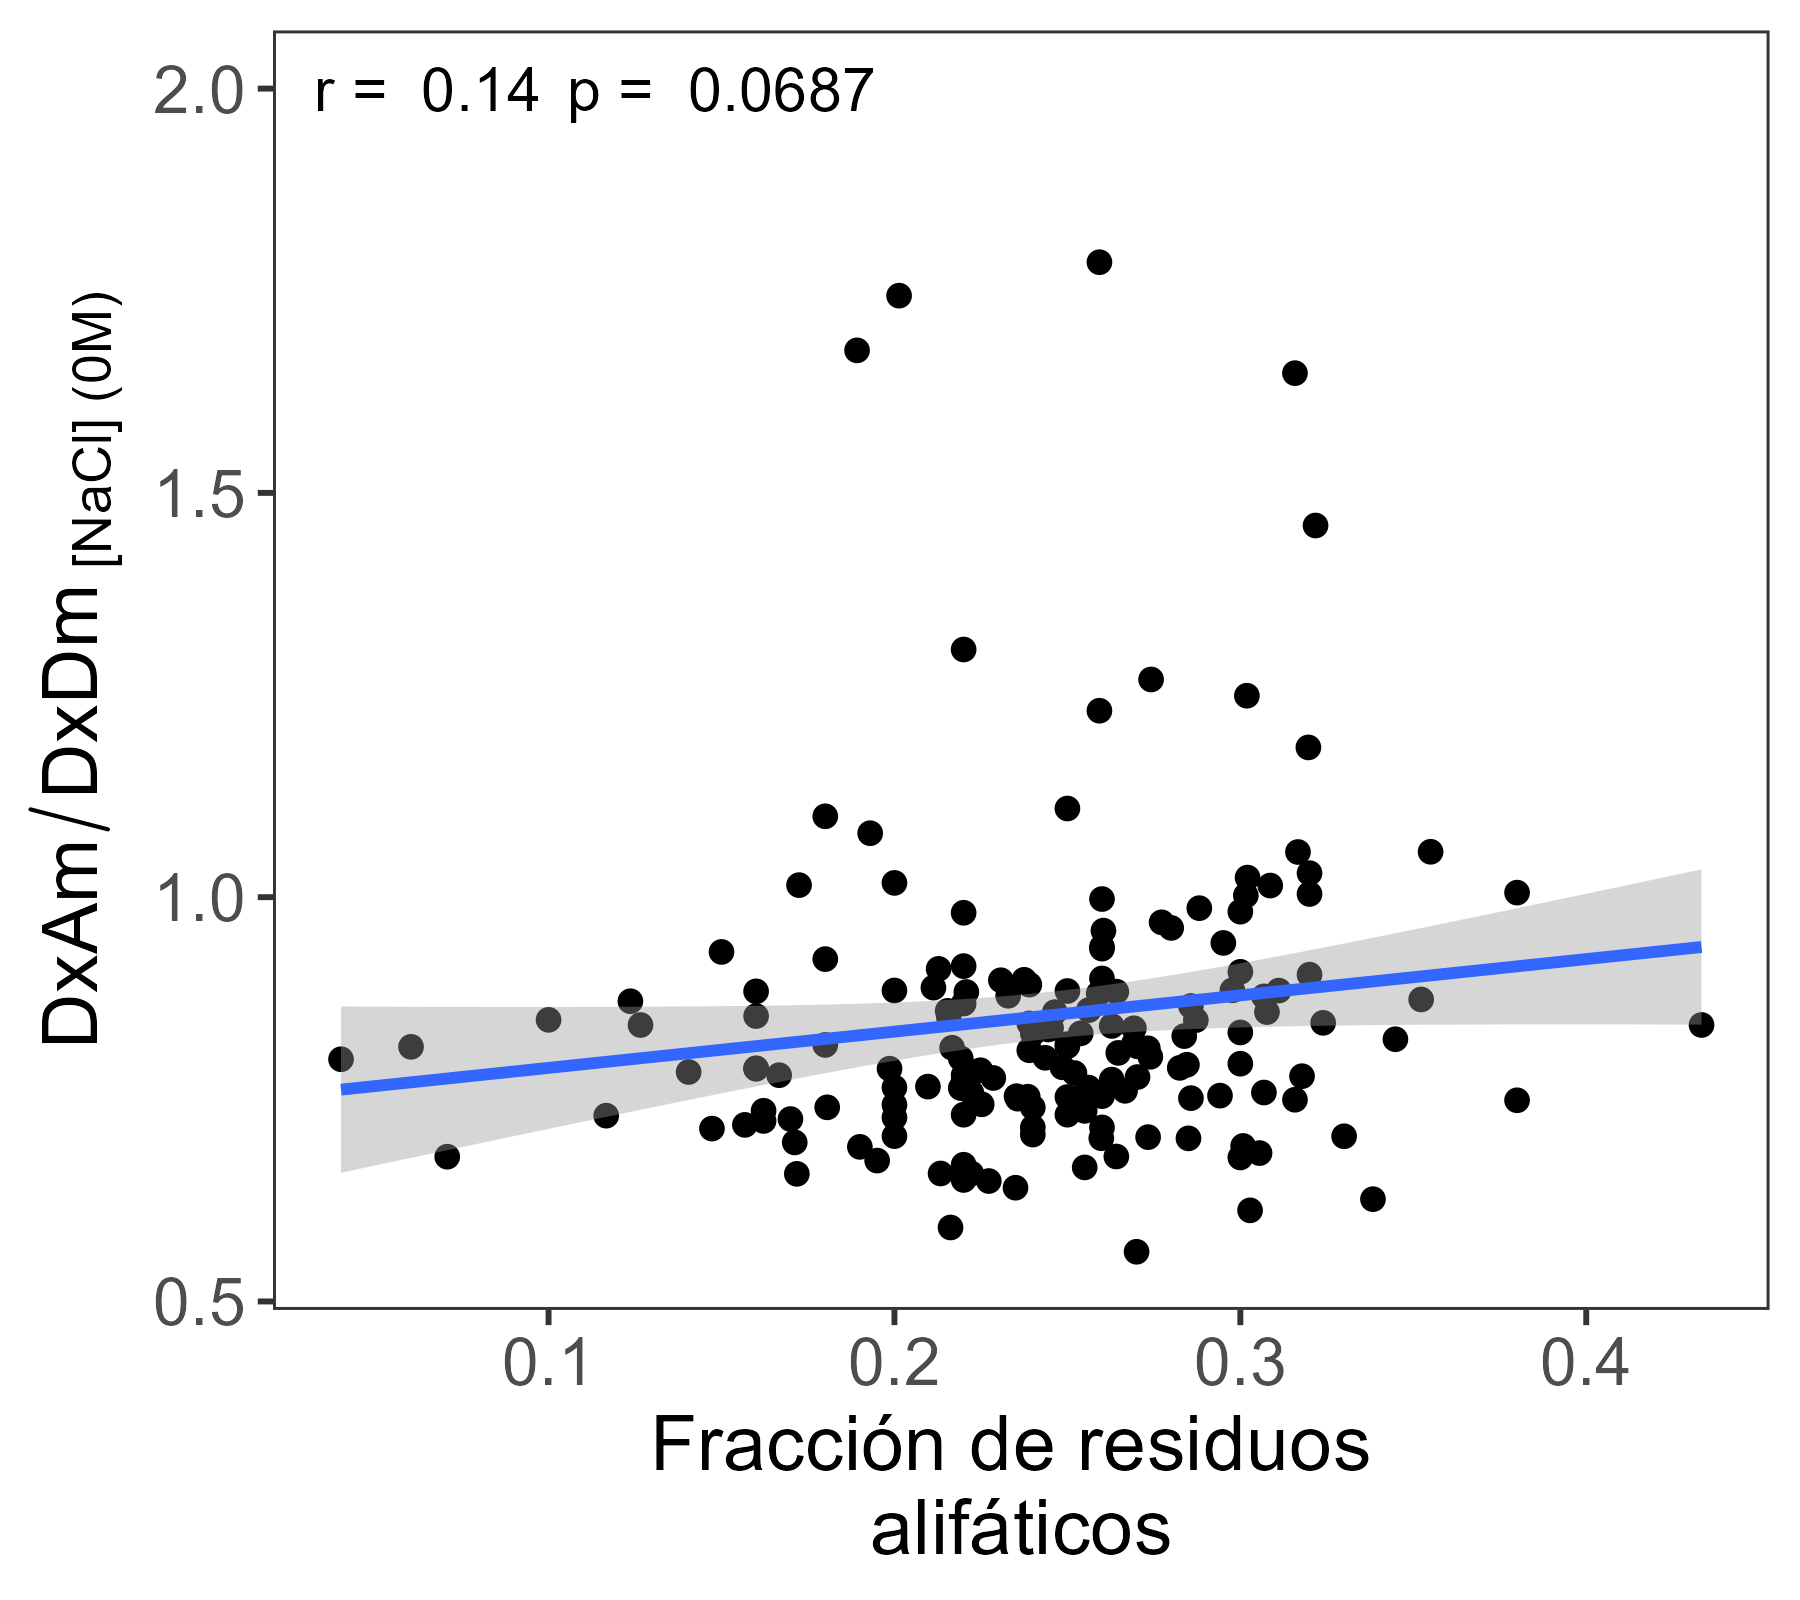 r = 0.14 p = 0.0687
2.0
1.5
1.0
0.5
DxAm / DxDm [NaCl] (0M)
0.1 0.2 0.3 0.4
Fracción de residuos
alifáticos